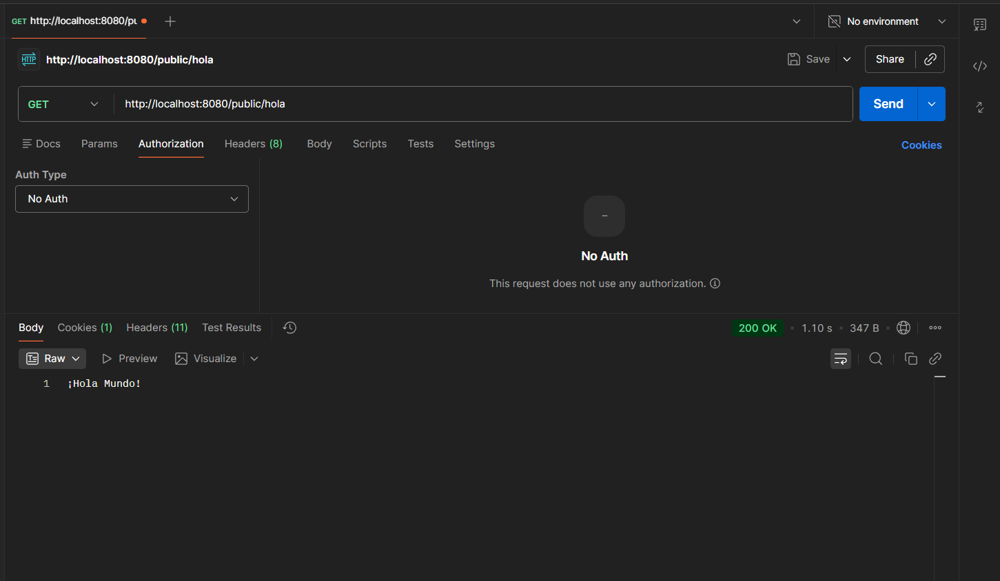 GET http://localhost:8080/pu
No environment
HTTP http://localhost:8080/public/hola
Save
Share
GET http://localhost:8080/public/hola
Send
Docs Params Authorization Headers (8) Body Scripts Tests Settings
Cookies
Auth Type
No Auth
No Auth
This request does not use any authorization.
Body Cookies (1) Headers (11) Test Results
200 OK • 1.10 s • 347 B
Raw Preview Visualize
1 ¡Hola Mundo!